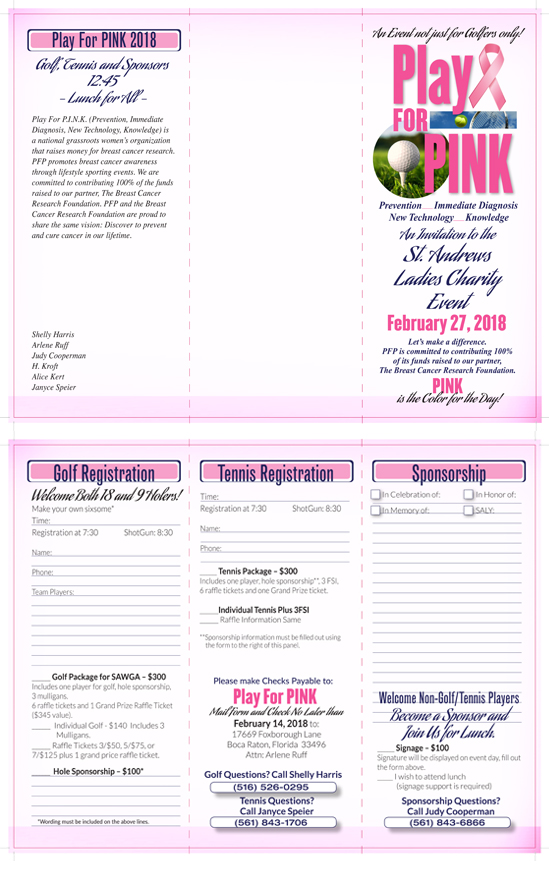 Play For PINK 2018
Golf, Tennis and Sponsors
12:45
~ Lunch for All ~
Play For P.I.N.K. (Prevention, Immediate
Diagnosis, New Technology, Knowledge) is
a national grassroots women's organization
that raises money for breast cancer research.
PFP promotes breast cancer awareness
through lifestyle sporting events. We are
committed to contributing 100% of the funds
raised to our partner, The Breast Cancer
Research Foundation. PFP and the Breast
Cancer Research Foundation are proud to
share the same vision: Discover to prevent
and cure cancer in our lifetime.
Shelly Harris
Arlene Ruff
Judy Cooperman
H. Kroft
Alice Kert
Janyce Speier
An Event not just for Golfers only!
Play
FOR
PINK
Prevention......Immediate Diagnosis
New Technology......Knowledge
An Invitation to the
St. Andrews
Ladies Charity
Event
February 27, 2018
Let's make a difference.
PFP is committed to contributing 100%
of its funds raised to our partner,
The Breast Cancer Research Foundation.
PINK
is the Color for the Day!
Golf Registration
Welcome Both 18 and 9 Holers!
Make your own sixsome*
Time:
Registration at 7:30 ShotGun: 8:30
Name:
Phone:
Team Players:
_____ Golf Package for SAWGA – $300
Includes one player for golf, hole sponsorship,
3 mulligans.
6 raffle tickets and 1 Grand Prize Raffle Ticket
($345 value).
_____ Individual Golf - $140 Includes 3
Mulligans.
_____ Raffle Tickets 3/$50, 5/$75, or
7/$125 plus 1 grand price raffle ticket.
_____ Hole Sponsorship – $100*
*Wording must be included on the above lines.
Tennis Registration
Time:
Registration at 7:30 ShotGun: 8:30
Name:
Phone:
_____ Tennis Package – $300
Includes one player, hole sponsorship**, 3 FSI,
6 raffle tickets and one Grand Prize ticket.
_____ Individual Tennis Plus 3FSI
_____ Raffle Information Same
**Sponsorship information must be filled out using
the form to the right of this panel.
Please make Checks Payable to:
Play For PINK
Mail Form and Check No Later than
February 14, 2018 to:
17669 Foxborough Lane
Boca Raton, Florida 33496
Attn: Arlene Ruff
Golf Questions? Call Shelly Harris
(516) 526-0295
Tennis Questions?
Call Janyce Speier
(561) 843-1706
Sponsorship
In Celebration of: In Honor of:
In Memory of: SALY:
Welcome Non-Golf/Tennis Players
Become a Sponsor and
Join Us for Lunch.
_____ Signage – $100
Signature will be displayed on event day, fill out
the form above.
_____ I wish to attend lunch
(signage support is required)
Sponsorship Questions?
Call Judy Cooperman
(561) 843-6866